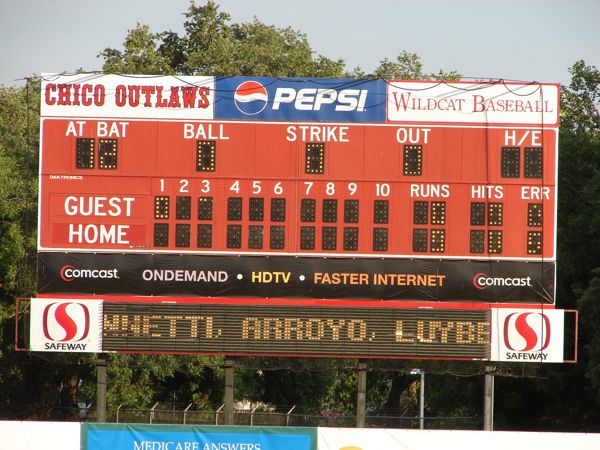 CHICO OUTLAWS
PEPSI
WILDCAT BASEBALL
AT BAT BALL STRIKE OUT H/E
DAKTRONICS
1 2 3 4 5 6 7 8 9 10 RUNS HITS ERR
GUEST
HOME
COMCAST ONDEMAND • HDTV • FASTER INTERNET COMCAST
SAFEWAY
ARROYO, LUYBE
SAFEWAY
MEDICARE ANSWERS